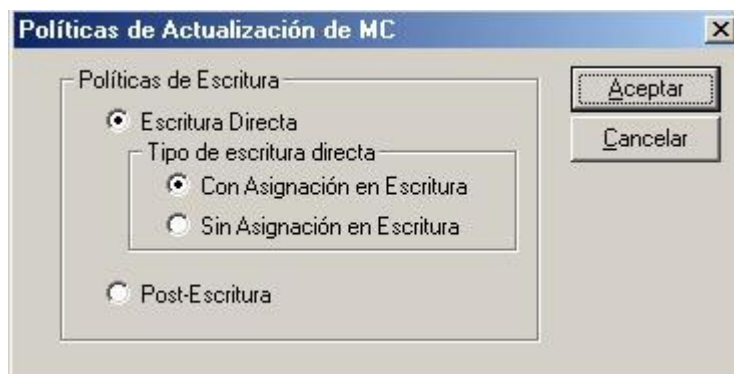 Políticas de Actualización de MC
Políticas de Escritura
Aceptar
Escritura Directa
Cancelar
Tipo de escritura directa
Con Asignación en Escritura
Sin Asignación en Escritura
Post-Escritura